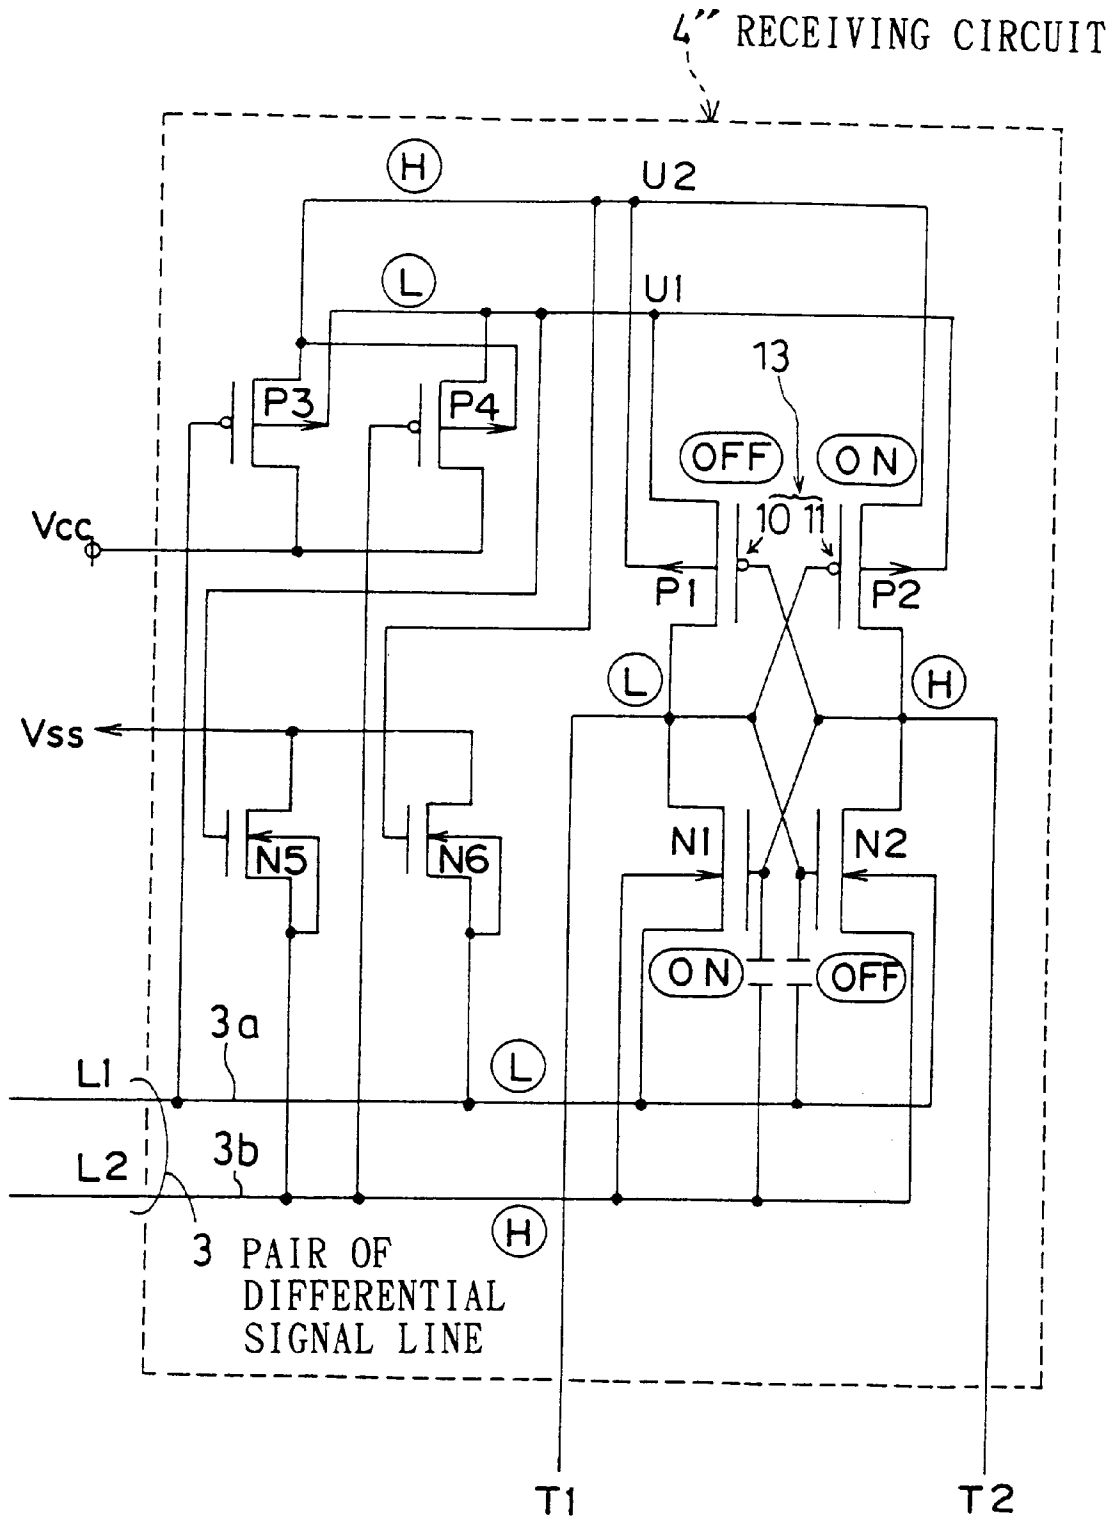 4″ RECEIVING CIRCUIT
H
U2
L
U1
13
P3
P4
OFF
ON
10 11
Vcc
P1
P2
L
H
Vss
N5
N6
N1
N2
ON
OFF
3a
L1
L
L2
3b
H
3 PAIR OF
DIFFERENTIAL
SIGNAL LINE
T1
T2